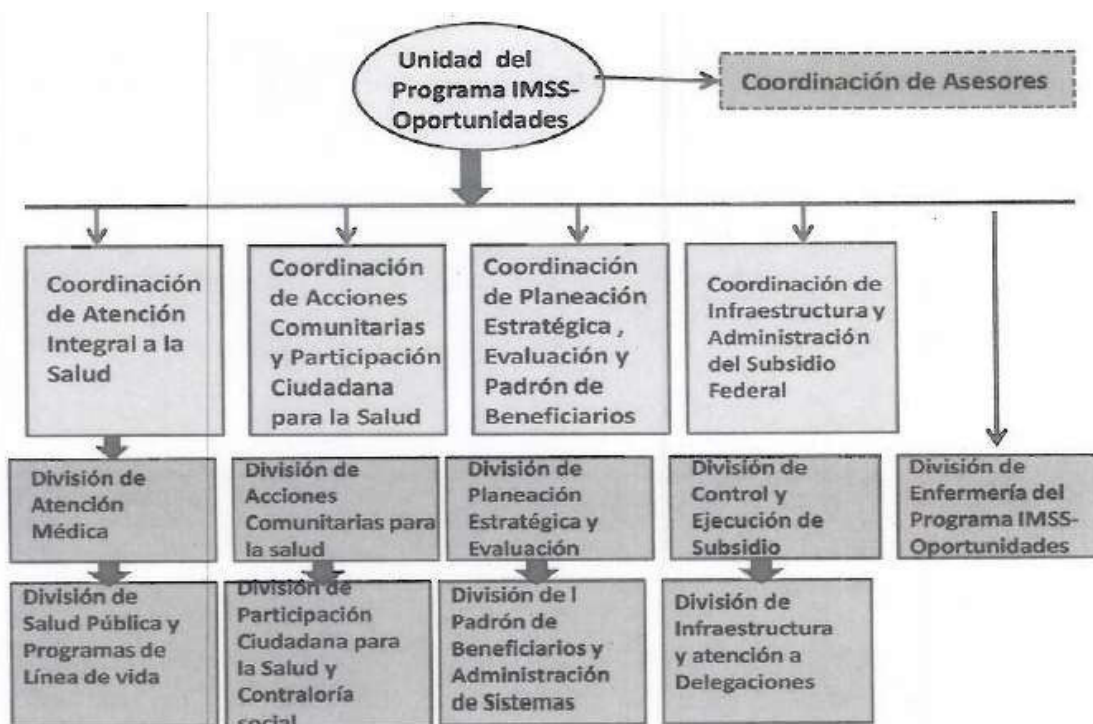 Unidad del
Programa IMSS-
Oportunidades
Coordinación de Asesores
Coordinación
de Atención
Integral a la
Salud
Coordinación
de Acciones
Comunitarias
y Participación
Ciudadana
para la Salud
Coordinación
de Planeación
Estratégica ,
Evaluación y
Padrón de
Beneficiarios
Coordinación de
Infraestructura y
Administración
del Subsidio
Federal
División de
Atención
Médica
División de
Acciones
Comunitarias para
la salud
División de
Planeación
Estratégica y
Evaluación
División de
Control y
Ejecución de
Subsidio
División de
Enfermería del
Programa IMSS-
Oportunidades
División de
Salud Pública y
Programas de
Línea de vida
División de
Participación
Ciudadana para
la Salud y
Contraloría
social
División de l
Padrón de
Beneficiarios y
Administración
de Sistemas
División de
Infraestructura
y atención a
Delegaciones